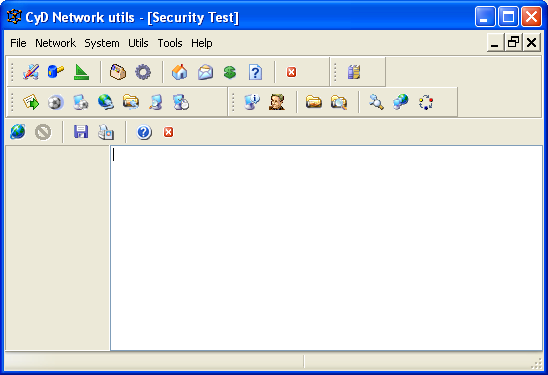 CyD Network utils - [Security Test]
File Network System Utils Tools Help